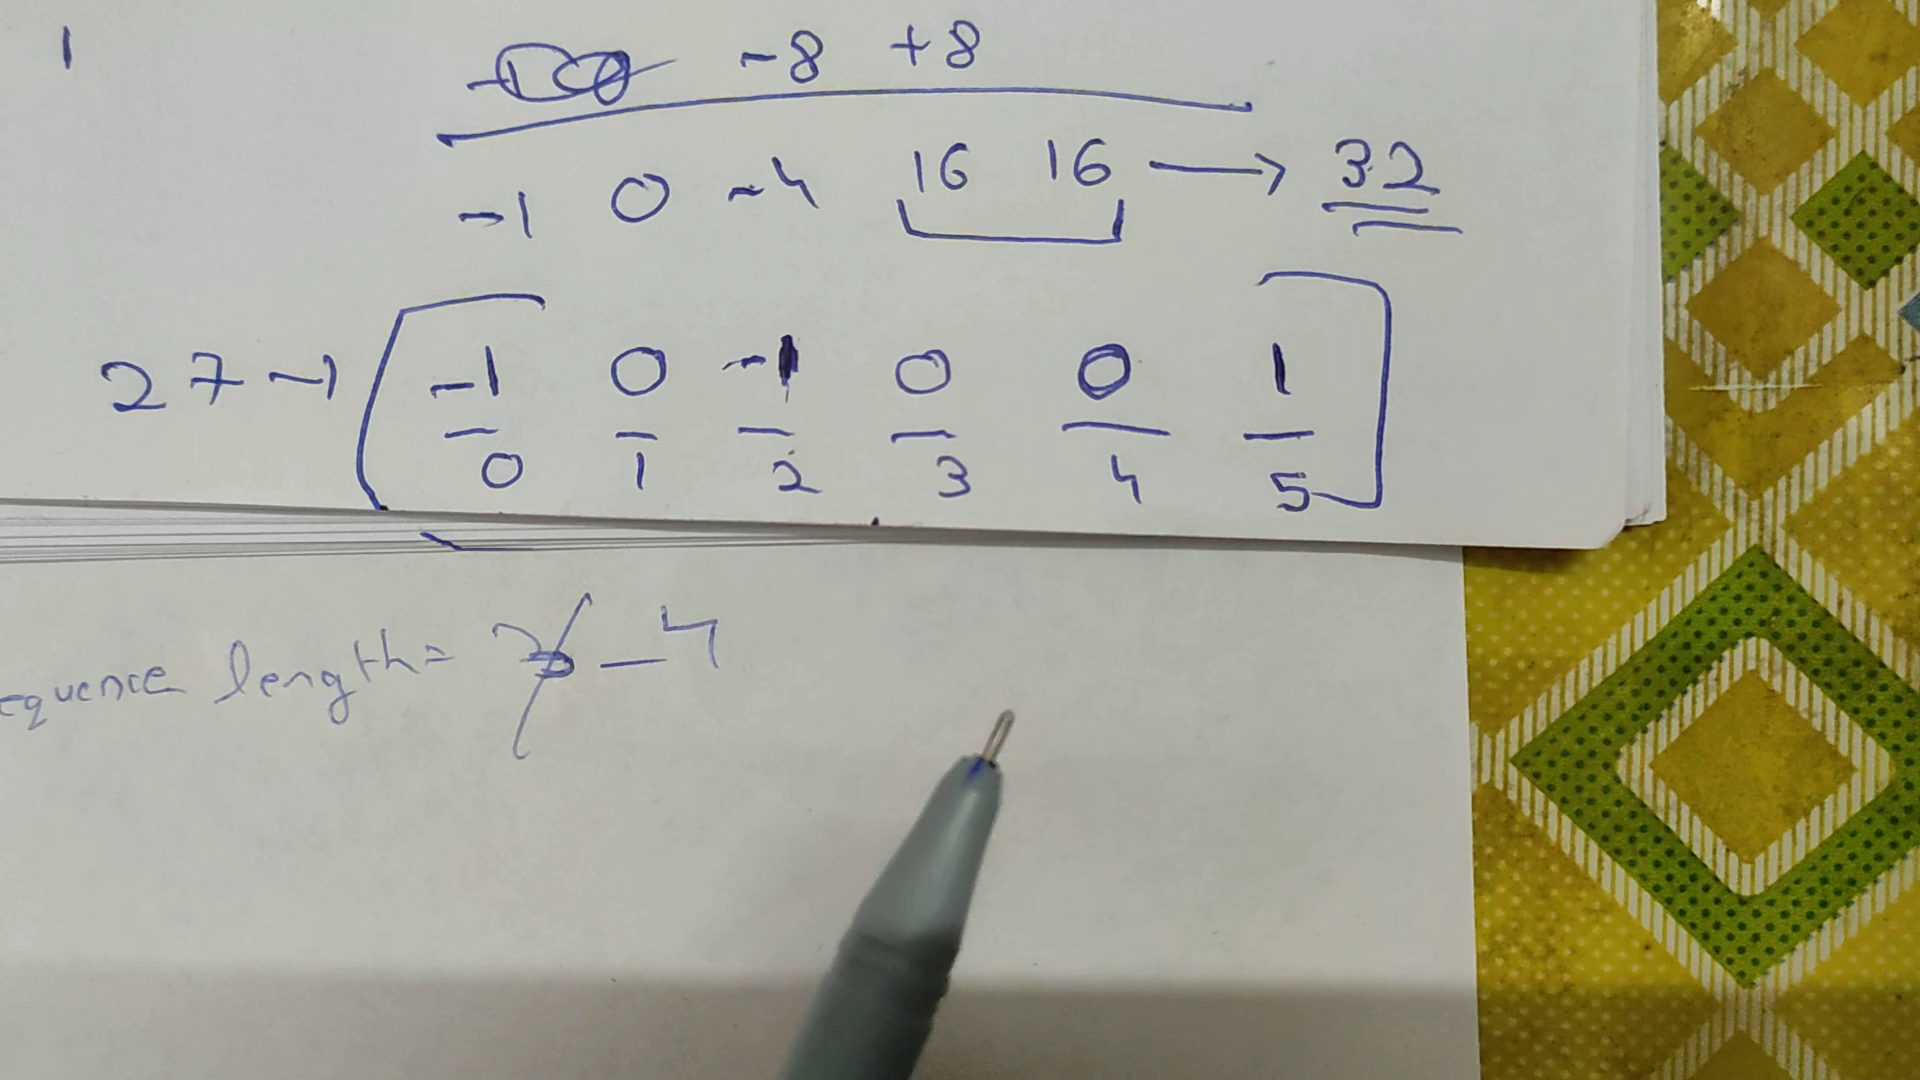 1
-8 +8
-1 0 -4 16 16 → 32
27 → [ -1 0 -1 0 0 1 ]
0 1 2 3 4 5
equence length = 4